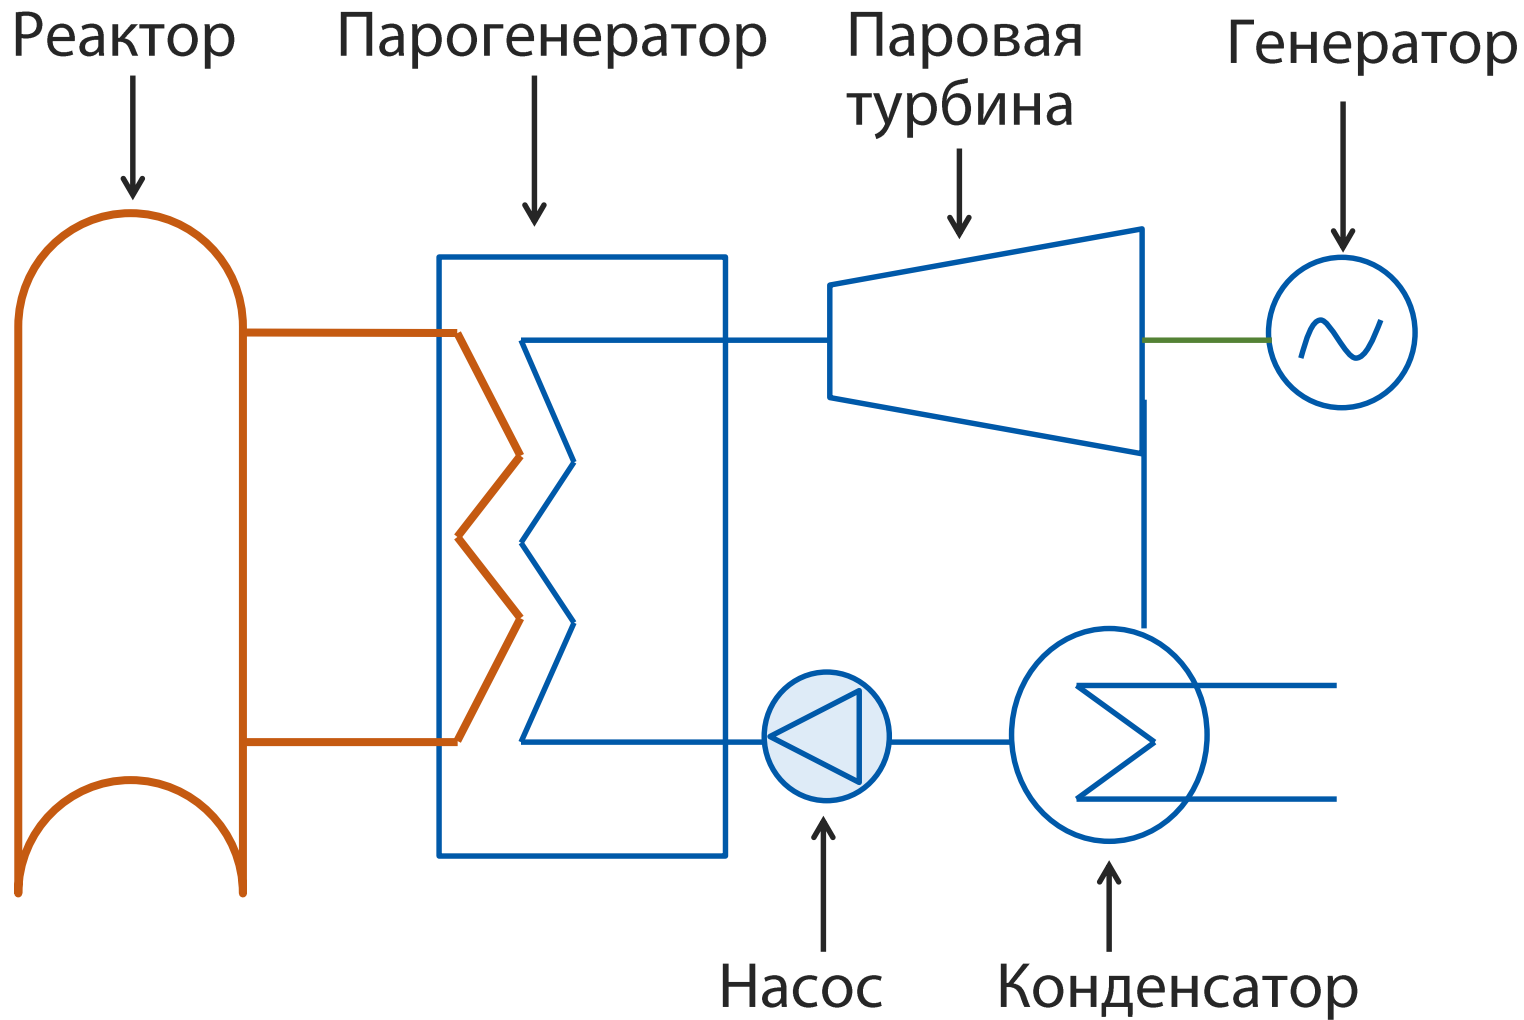 Реактор
Парогенератор
Паровая
турбина
Генератор
Насос
Конденсатор